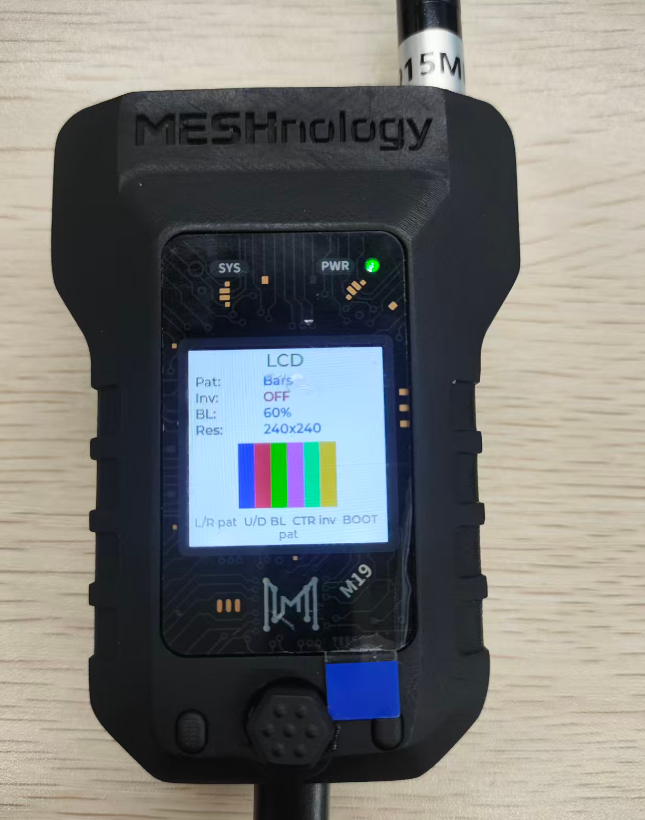 15M
MESHnology
SYS PWR
LCD
Pat: Bars
Inv: OFF
BL: 60%
Res: 240x240
L/R pat U/D BL CTR inv BOOT
pat
M19